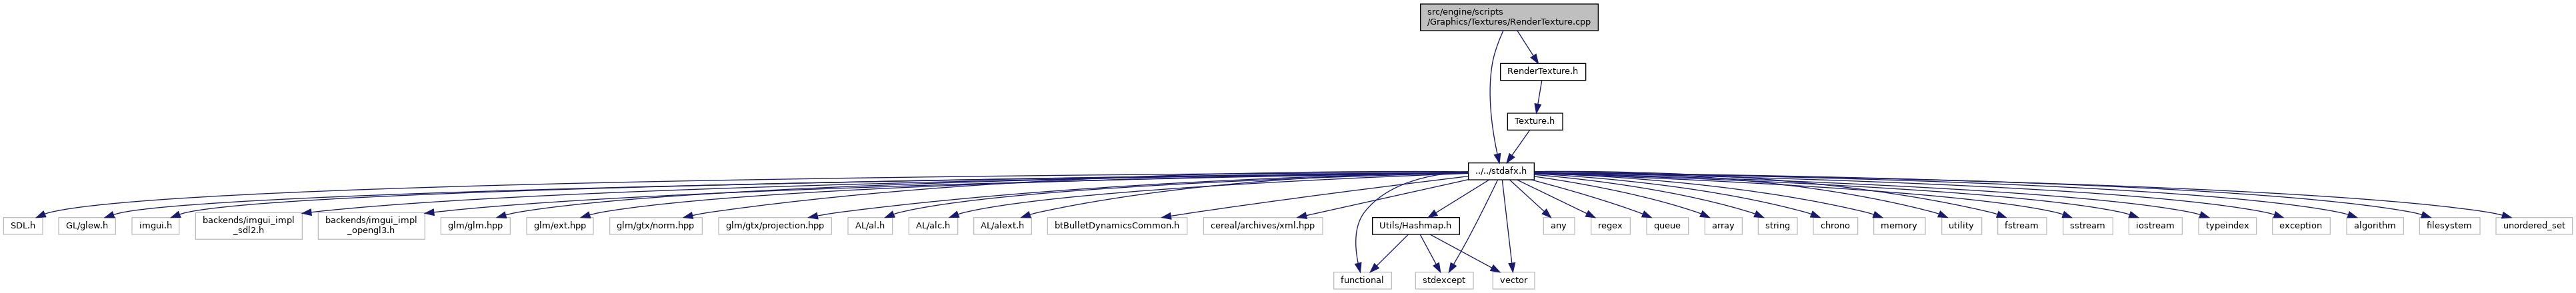 src/engine/scripts
/Graphics/Textures/RenderTexture.cpp
RenderTexture.h
Texture.h
../../stdafx.h
SDL.h
GL/glew.h
imgui.h
backends/imgui_impl
_sdl2.h
backends/imgui_impl
_opengl3.h
glm/glm.hpp
glm/ext.hpp
glm/gtx/norm.hpp
glm/gtx/projection.hpp
AL/al.h
AL/alc.h
AL/alext.h
btBulletDynamicsCommon.h
cereal/archives/xml.hpp
Utils/Hashmap.h
any
regex
queue
array
string
chrono
memory
utility
fstream
sstream
iostream
typeindex
exception
algorithm
filesystem
unordered_set
functional
stdexcept
vector